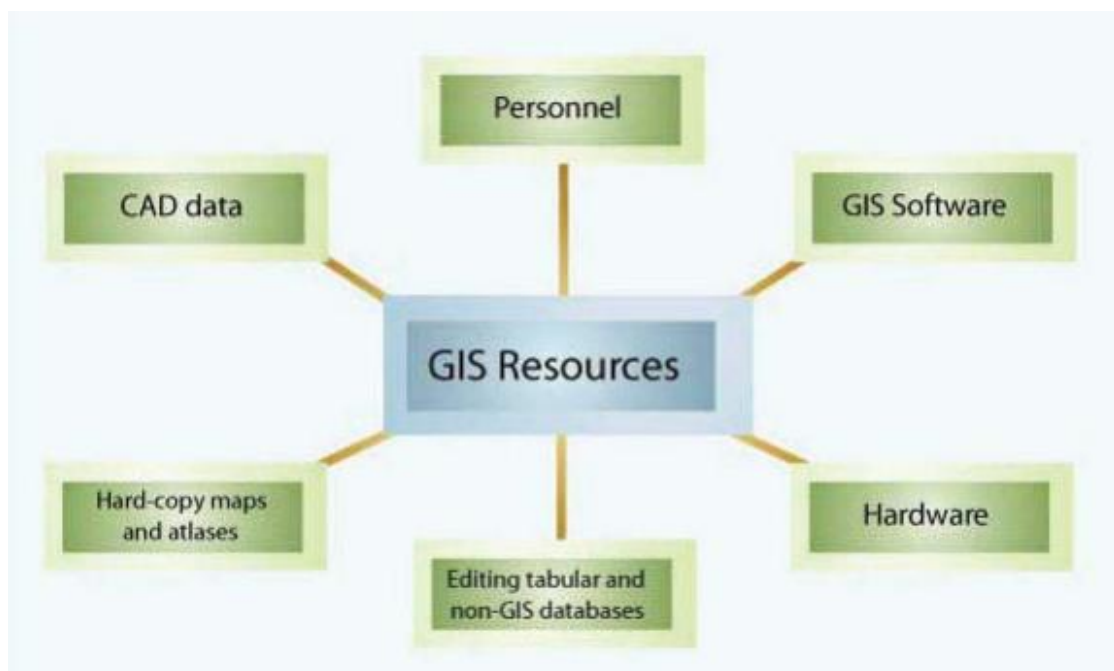 Personnel
CAD data
GIS Software
GIS Resources
Hard-copy maps
and atlases
Hardware
Editing tabular and
non-GIS databases